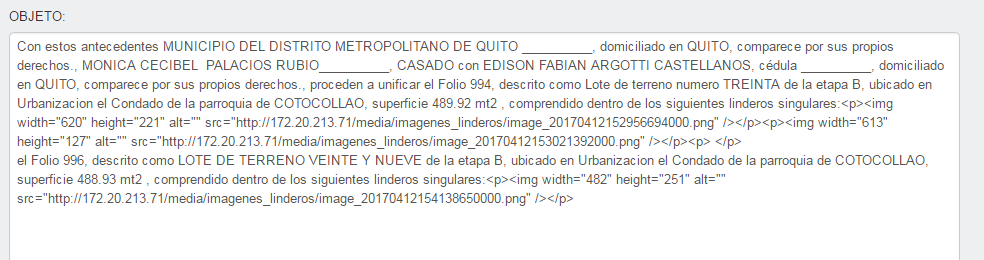 OBJETO:
Con estos antecedentes MUNICIPIO DEL DISTRITO METROPOLITANO DE QUITO __________, domiciliado en QUITO, comparece por sus propios
derechos., MONICA CECIBEL  PALACIOS RUBIO__________, CASADO con EDISON FABIAN ARGOTTI CASTELLANOS, cédula __________, domiciliado
en QUITO, comparece por sus propios derechos., proceden a unificar el Folio 994, descrito como Lote de terreno numero TREINTA de la etapa B, ubicado en
Urbanizacion el Condado de la parroquia de COTOCOLLAO, superficie 489.92 mt2 , comprendido dentro de los siguientes linderos singulares:<p><img
width="620" height="221" alt="" src="http://172.20.213.71/media/imagenes_linderos/image_20170412152956694000.png" /></p><p><img width="613"
height="127" alt="" src="http://172.20.213.71/media/imagenes_linderos/image_20170412153021392000.png" /></p><p> </p>
el Folio 996, descrito como LOTE DE TERRENO VEINTE Y NUEVE de la etapa B, ubicado en Urbanizacion el Condado de la parroquia de COTOCOLLAO,
superficie 488.93 mt2 , comprendido dentro de los siguientes linderos singulares:<p><img width="482" height="251" alt=""
src="http://172.20.213.71/media/imagenes_linderos/image_20170412154138650000.png" /></p>